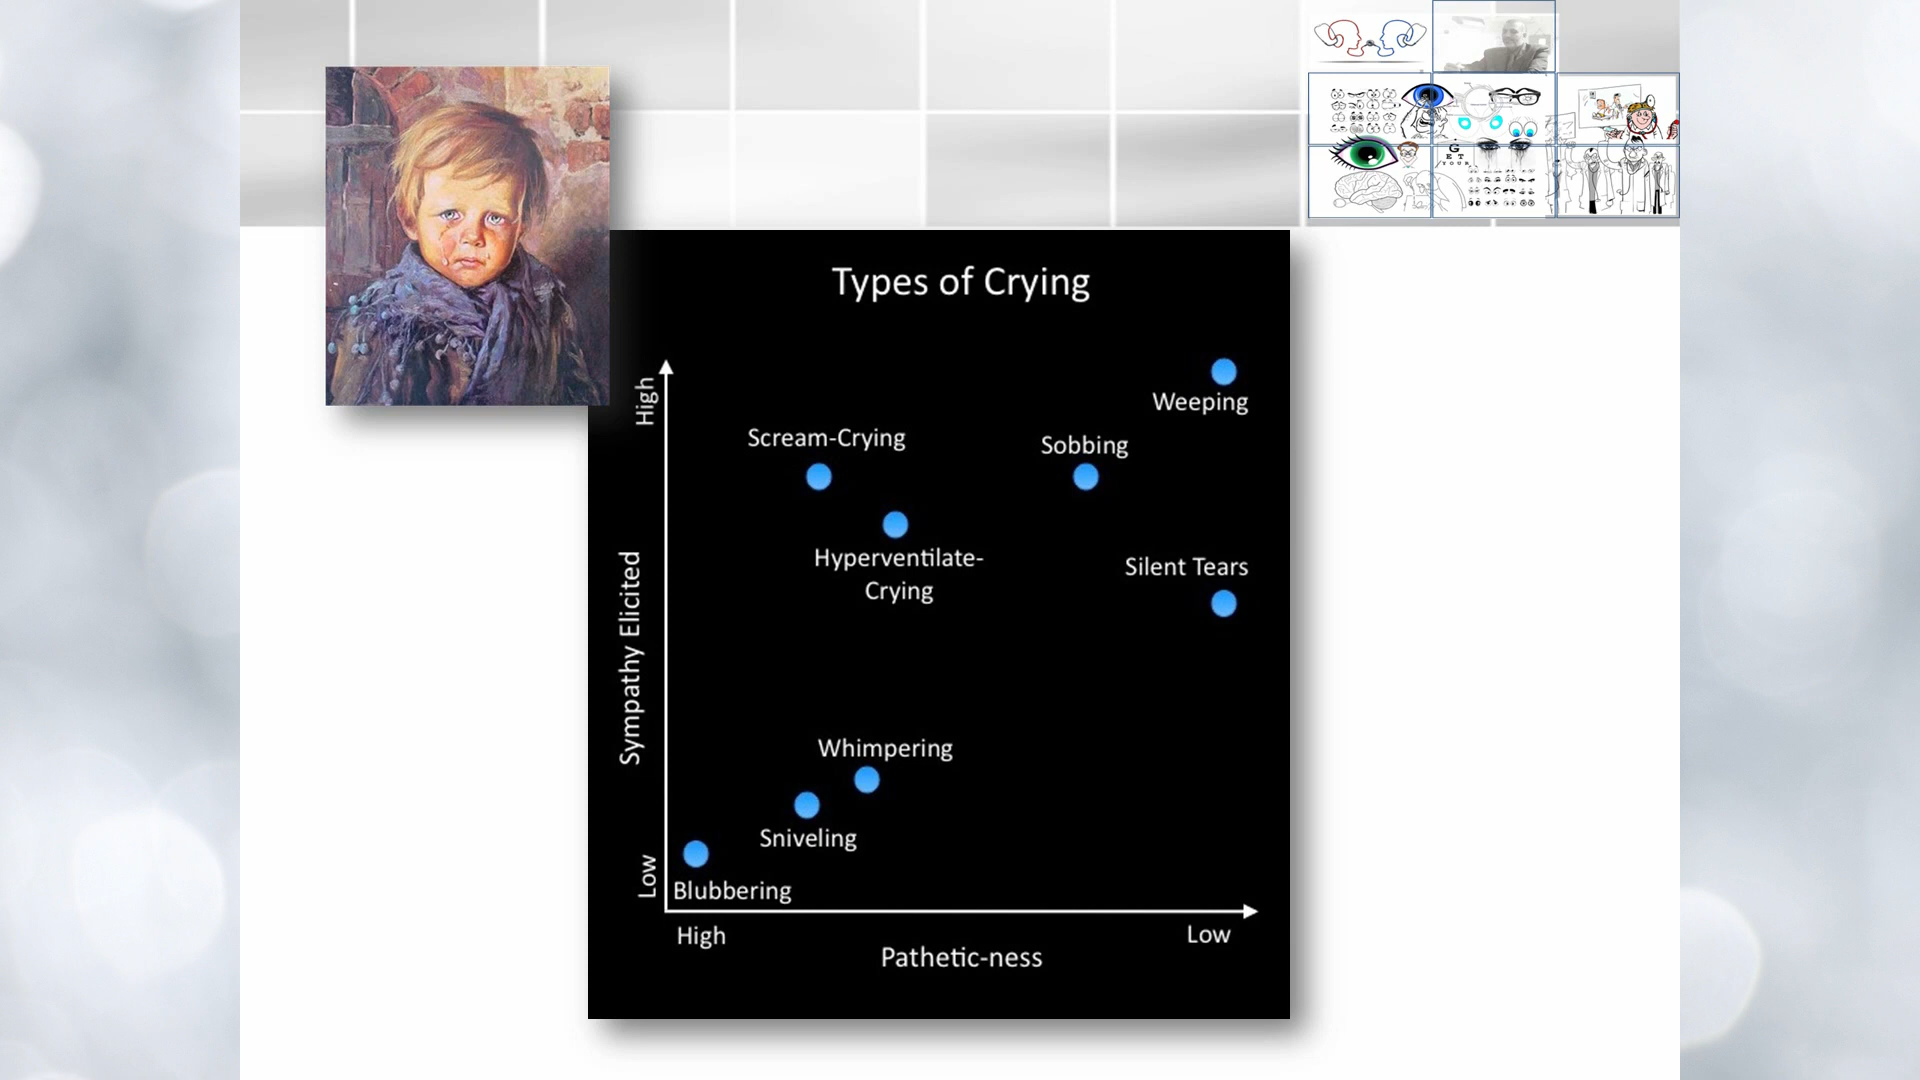 G
E T
Y O U R
Types of Crying
High
Weeping
Scream-Crying
Sobbing
Hyperventilate-
Crying
Silent Tears
Sympathy Elicited
Whimpering
Sniveling
Low
Blubbering
High
Low
Pathetic-ness